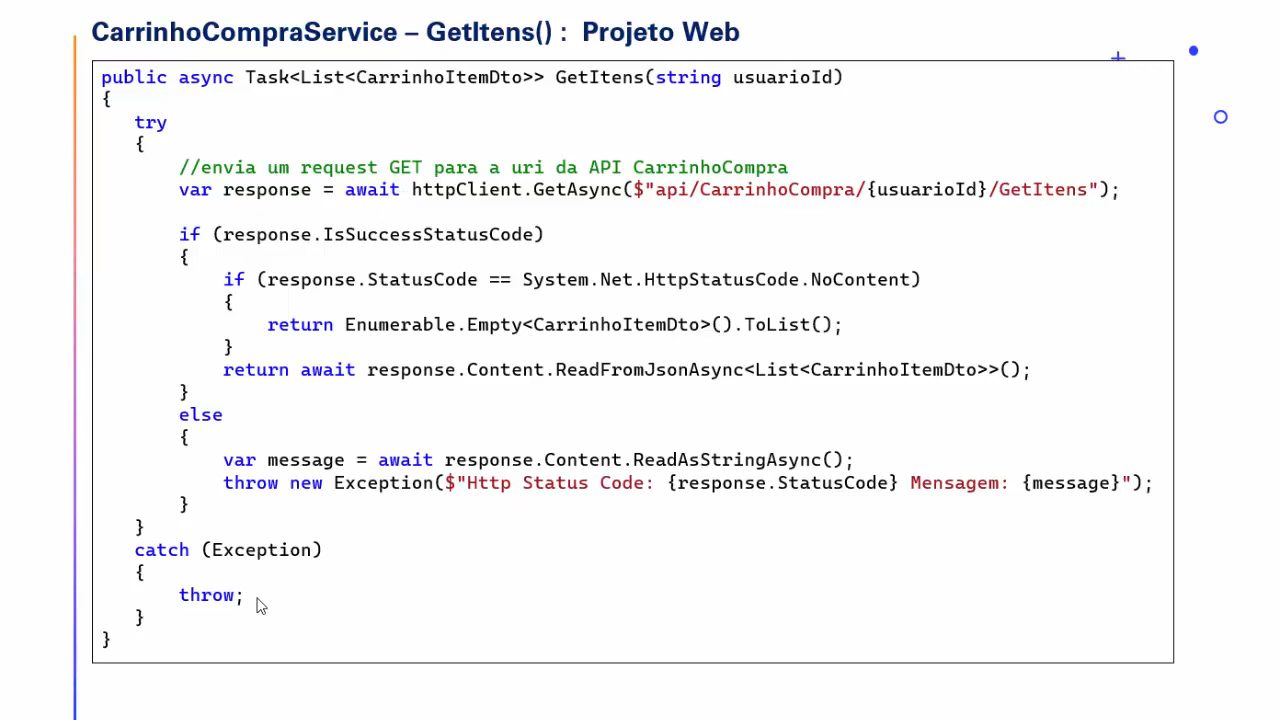 CarrinhoCompraService – GetItens() : Projeto Web
public async Task<List<CarrinhoItemDto>> GetItens(string usuarioId)
{
try
{
//envia um request GET para a uri da API CarrinhoCompra
var response = await httpClient.GetAsync($"api/CarrinhoCompra/{usuarioId}/GetItens");
if (response.IsSuccessStatusCode)
{
if (response.StatusCode == System.Net.HttpStatusCode.NoContent)
{
return Enumerable.Empty<CarrinhoItemDto>().ToList();
}
return await response.Content.ReadFromJsonAsync<List<CarrinhoItemDto>>();
}
else
{
var message = await response.Content.ReadAsStringAsync();
throw new Exception($"Http Status Code: {response.StatusCode} Mensagem: {message}");
}
}
catch (Exception)
{
throw;
}
}